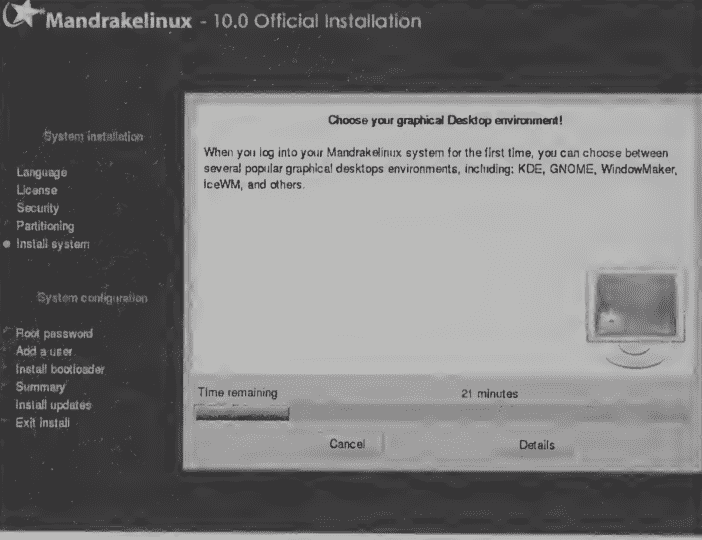 Mandrakelinux - 10.0 Official Installation
System installation
Language
License
Security
Partitioning
Install system
System configuration
Root password
Add a user
Install bootloader
Summary
Install updates
Exit install
Choose your graphical Desktop environment!
When you log into your Mandrakelinux system for the first time, you can choose between
several popular graphical desktops environments, including: KDE, GNOME, WindowMaker,
IceWM, and others.
Time remaining
21 minutes
Cancel
Details